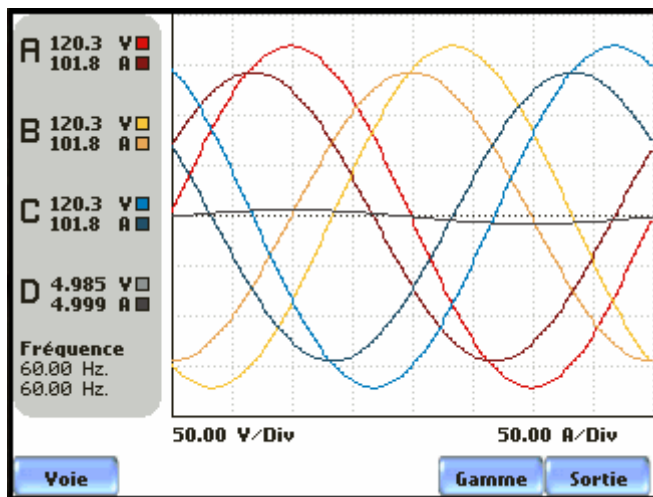 A 120.3 V
101.8 A
B 120.3 V
101.8 A
C 120.3 V
101.8 A
D 4.985 V
4.999 A
Fréquence
60.00 Hz.
60.00 Hz.
50.00 V/Div 50.00 A/Div
Voie Gamme Sortie